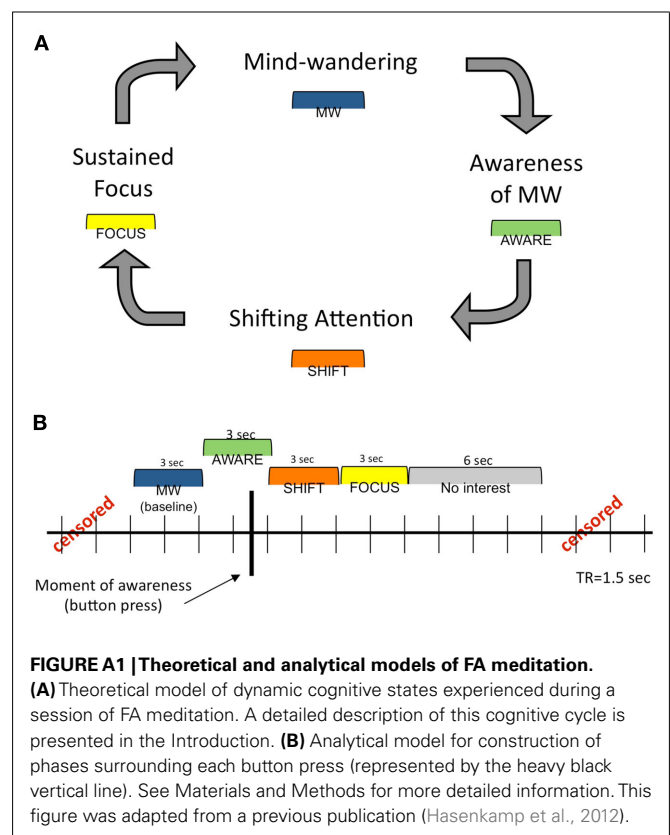 A
Mind-wandering
MW
Sustained
Focus
FOCUS
Awareness
of MW
AWARE
Shifting Attention
SHIFT
B
3 sec
AWARE
3 sec
MW
(baseline)
3 sec
SHIFT
3 sec
FOCUS
6 sec
No interest
censored
censored
Moment of awareness
(button press)
TR=1.5 sec
FIGURE A1 | Theoretical and analytical models of FA meditation.
(A) Theoretical model of dynamic cognitive states experienced during a
session of FA meditation. A detailed description of this cognitive cycle is
presented in the Introduction. (B) Analytical model for construction of
phases surrounding each button press (represented by the heavy black
vertical line). See Materials and Methods for more detailed information. This
figure was adapted from a previous publication (Hasenkamp et al., 2012).